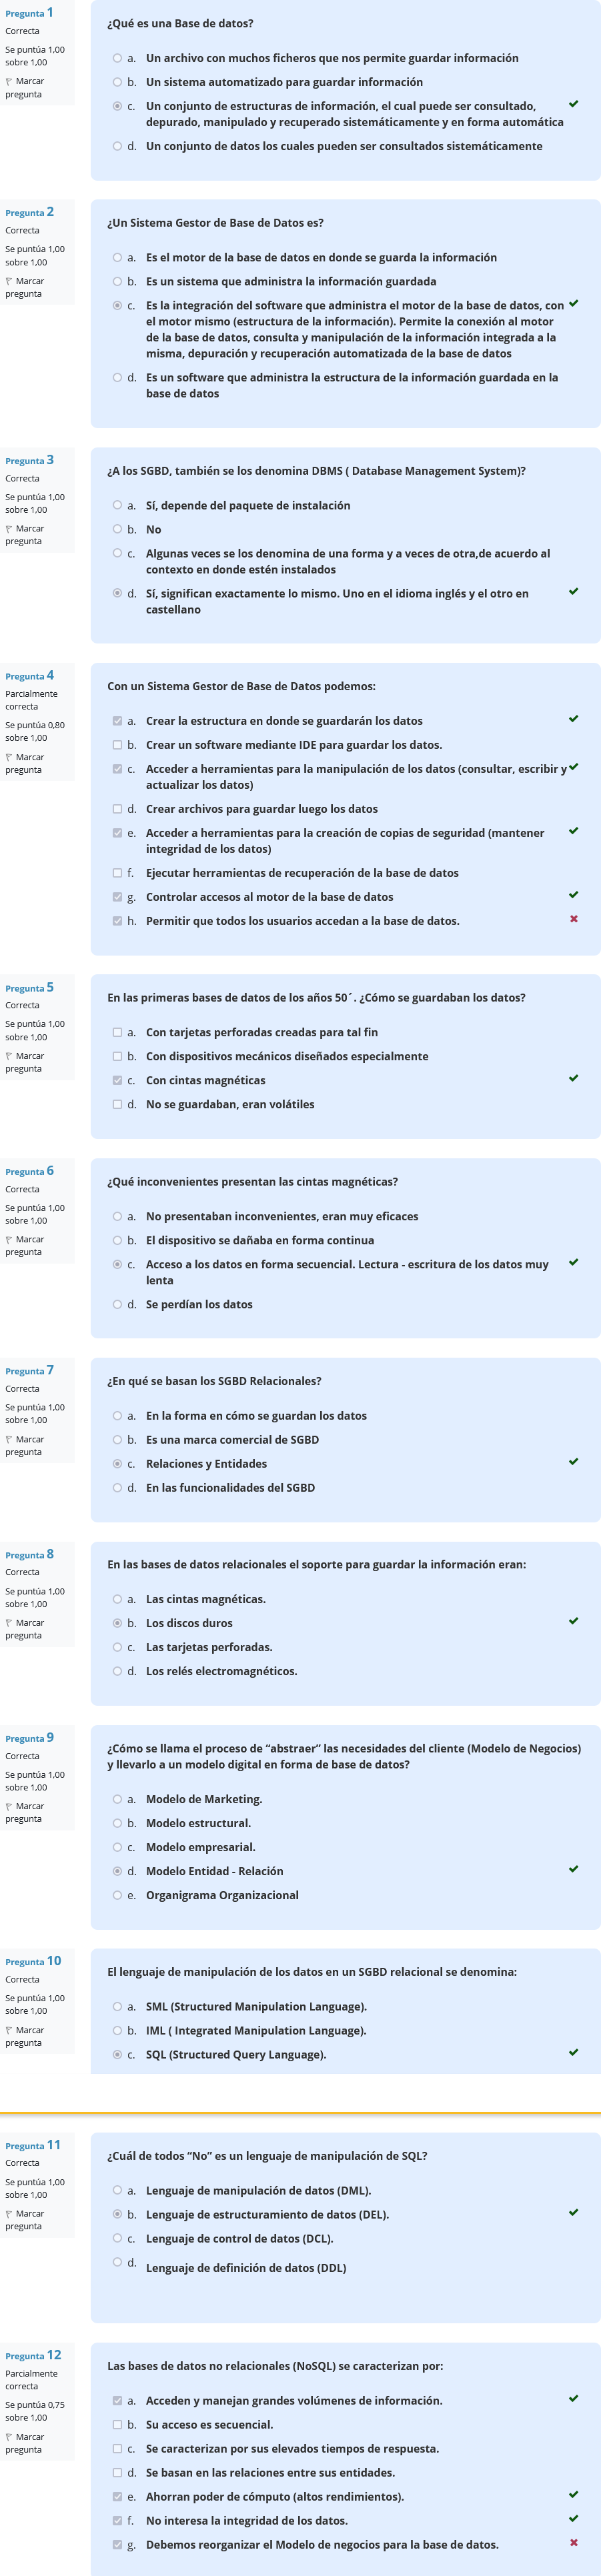 Pregunta 1
Correcta
Se puntúa 1,00
sobre 1,00
Marcar
pregunta
¿Qué es una Base de datos?
a. Un archivo con muchos ficheros que nos permite guardar información
b. Un sistema automatizado para guardar información
c. Un conjunto de estructuras de información, el cual puede ser consultado,
depurado, manipulado y recuperado sistemáticamente y en forma automática
d. Un conjunto de datos los cuales pueden ser consultados sistemáticamente
Pregunta 2
Correcta
Se puntúa 1,00
sobre 1,00
Marcar
pregunta
¿Un Sistema Gestor de Base de Datos es?
a. Es el motor de la base de datos en donde se guarda la información
b. Es un sistema que administra la información guardada
c. Es la integración del software que administra el motor de la base de datos, con
el motor mismo (estructura de la información). Permite la conexión al motor
de la base de datos, consulta y manipulación de la información integrada a la
misma, depuración y recuperación automatizada de la base de datos
d. Es un software que administra la estructura de la información guardada en la
base de datos
Pregunta 3
Correcta
Se puntúa 1,00
sobre 1,00
Marcar
pregunta
¿A los SGBD, también se los denomina DBMS ( Database Management System)?
a. Sí, depende del paquete de instalación
b. No
c. Algunas veces se los denomina de una forma y a veces de otra,de acuerdo al
contexto en donde estén instalados
d. Sí, significan exactamente lo mismo. Uno en el idioma inglés y el otro en
castellano
Pregunta 4
Parcialmente
correcta
Se puntúa 0,80
sobre 1,00
Marcar
pregunta
Con un Sistema Gestor de Base de Datos podemos:
a. Crear la estructura en donde se guardarán los datos
b. Crear un software mediante IDE para guardar los datos.
c. Acceder a herramientas para la manipulación de los datos (consultar, escribir y
actualizar los datos)
d. Crear archivos para guardar luego los datos
e. Acceder a herramientas para la creación de copias de seguridad (mantener
integridad de los datos)
f. Ejecutar herramientas de recuperación de la base de datos
g. Controlar accesos al motor de la base de datos
h. Permitir que todos los usuarios accedan a la base de datos.
Pregunta 5
Correcta
Se puntúa 1,00
sobre 1,00
Marcar
pregunta
En las primeras bases de datos de los años 50´. ¿Cómo se guardaban los datos?
a. Con tarjetas perforadas creadas para tal fin
b. Con dispositivos mecánicos diseñados especialmente
c. Con cintas magnéticas
d. No se guardaban, eran volátiles
Pregunta 6
Correcta
Se puntúa 1,00
sobre 1,00
Marcar
pregunta
¿Qué inconvenientes presentan las cintas magnéticas?
a. No presentaban inconvenientes, eran muy eficaces
b. El dispositivo se dañaba en forma continua
c. Acceso a los datos en forma secuencial. Lectura - escritura de los datos muy
lenta
d. Se perdían los datos
Pregunta 7
Correcta
Se puntúa 1,00
sobre 1,00
Marcar
pregunta
¿En qué se basan los SGBD Relacionales?
a. En la forma en cómo se guardan los datos
b. Es una marca comercial de SGBD
c. Relaciones y Entidades
d. En las funcionalidades del SGBD
Pregunta 8
Correcta
Se puntúa 1,00
sobre 1,00
Marcar
pregunta
En las bases de datos relacionales el soporte para guardar la información eran:
a. Las cintas magnéticas.
b. Los discos duros
c. Las tarjetas perforadas.
d. Los relés electromagnéticos.
Pregunta 9
Correcta
Se puntúa 1,00
sobre 1,00
Marcar
pregunta
¿Cómo se llama el proceso de “abstraer” las necesidades del cliente (Modelo de Negocios)
y llevarlo a un modelo digital en forma de base de datos?
a. Modelo de Marketing.
b. Modelo estructural.
c. Modelo empresarial.
d. Modelo Entidad - Relación
e. Organigrama Organizacional
Pregunta 10
Correcta
Se puntúa 1,00
sobre 1,00
Marcar
pregunta
El lenguaje de manipulación de los datos en un SGBD relacional se denomina:
a. SML (Structured Manipulation Language).
b. IML ( Integrated Manipulation Language).
c. SQL (Structured Query Language).
Pregunta 11
Correcta
Se puntúa 1,00
sobre 1,00
Marcar
pregunta
¿Cuál de todos “No” es un lenguaje de manipulación de SQL?
a. Lenguaje de manipulación de datos (DML).
b. Lenguaje de estructuramiento de datos (DEL).
c. Lenguaje de control de datos (DCL).
d. Lenguaje de definición de datos (DDL)
Pregunta 12
Parcialmente
correcta
Se puntúa 0,75
sobre 1,00
Marcar
pregunta
Las bases de datos no relacionales (NoSQL) se caracterizan por:
a. Acceden y manejan grandes volúmenes de información.
b. Su acceso es secuencial.
c. Se caracterizan por sus elevados tiempos de respuesta.
d. Se basan en las relaciones entre sus entidades.
e. Ahorran poder de cómputo (altos rendimientos).
f. No interesa la integridad de los datos.
g. Debemos reorganizar el Modelo de negocios para la base de datos.